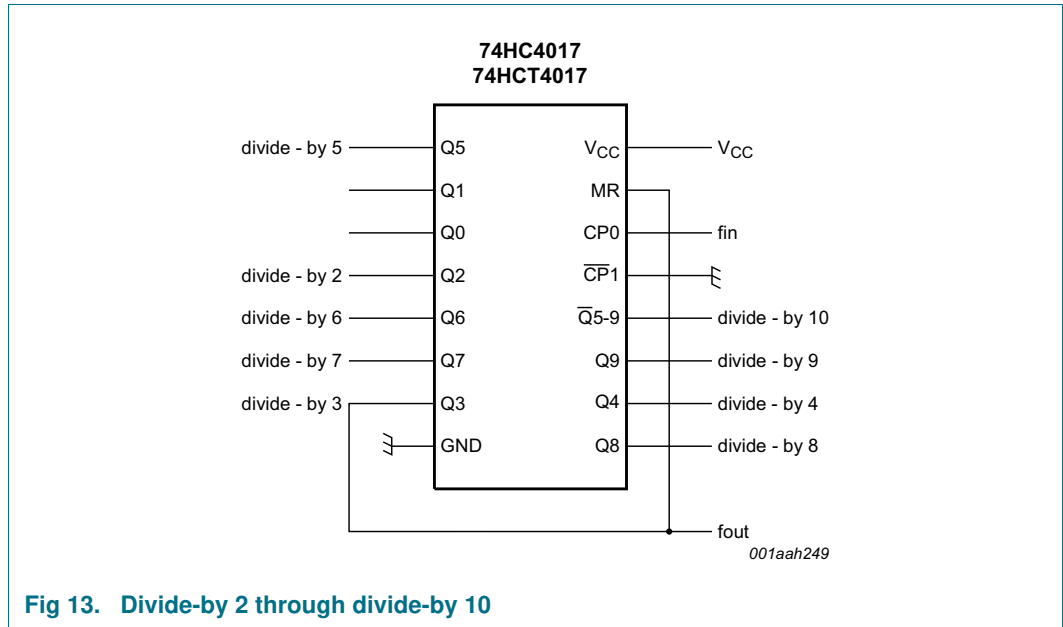 74HC4017
74HCT4017
divide - by 5
Q5
VCC
VCC
Q1
MR
Q0
CP0
fin
divide - by 2
Q2
CP1
divide - by 6
Q6
Q5-9
divide - by 10
divide - by 7
Q7
Q9
divide - by 9
divide - by 3
Q3
Q4
divide - by 4
GND
Q8
divide - by 8
fout
001aah249
Fig 13. Divide-by 2 through divide-by 10